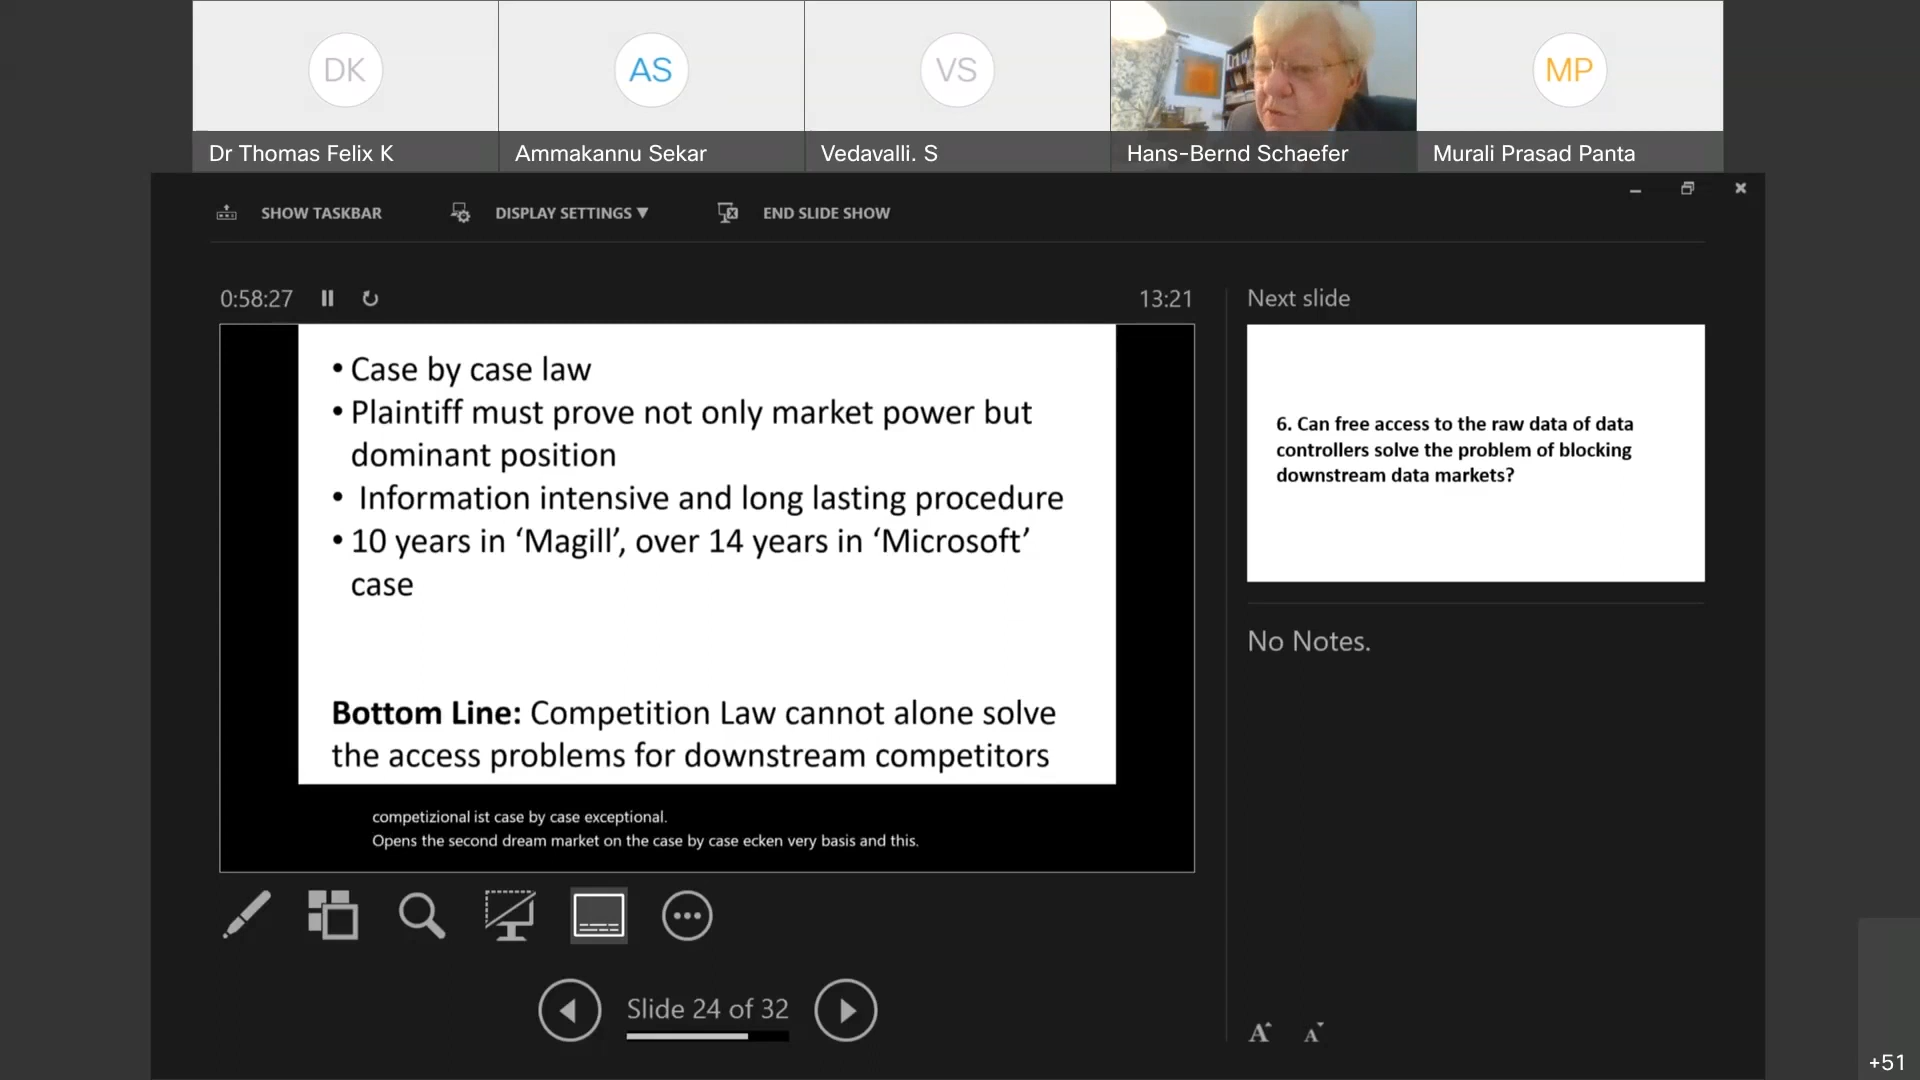 DK
AS
VS
MP
Dr Thomas Felix K
Ammakannu Sekar
Vedavalli. S
Hans-Bernd Schaefer
Murali Prasad Panta
SHOW TASKBAR
DISPLAY SETTINGS ▼
END SLIDE SHOW
0:58:27
13:21
Next slide
• Case by case law
• Plaintiff must prove not only market power but
dominant position
• Information intensive and long lasting procedure
• 10 years in ‘Magill’, over 14 years in ‘Microsoft’
case
Bottom Line: Competition Law cannot alone solve
the access problems for downstream competitors
competizional ist case by case exceptional.
Opens the second dream market on the case by case ecken very basis and this.
6. Can free access to the raw data of data
controllers solve the problem of blocking
downstream data markets?
No Notes.
Slide 24 of 32
A A
+51